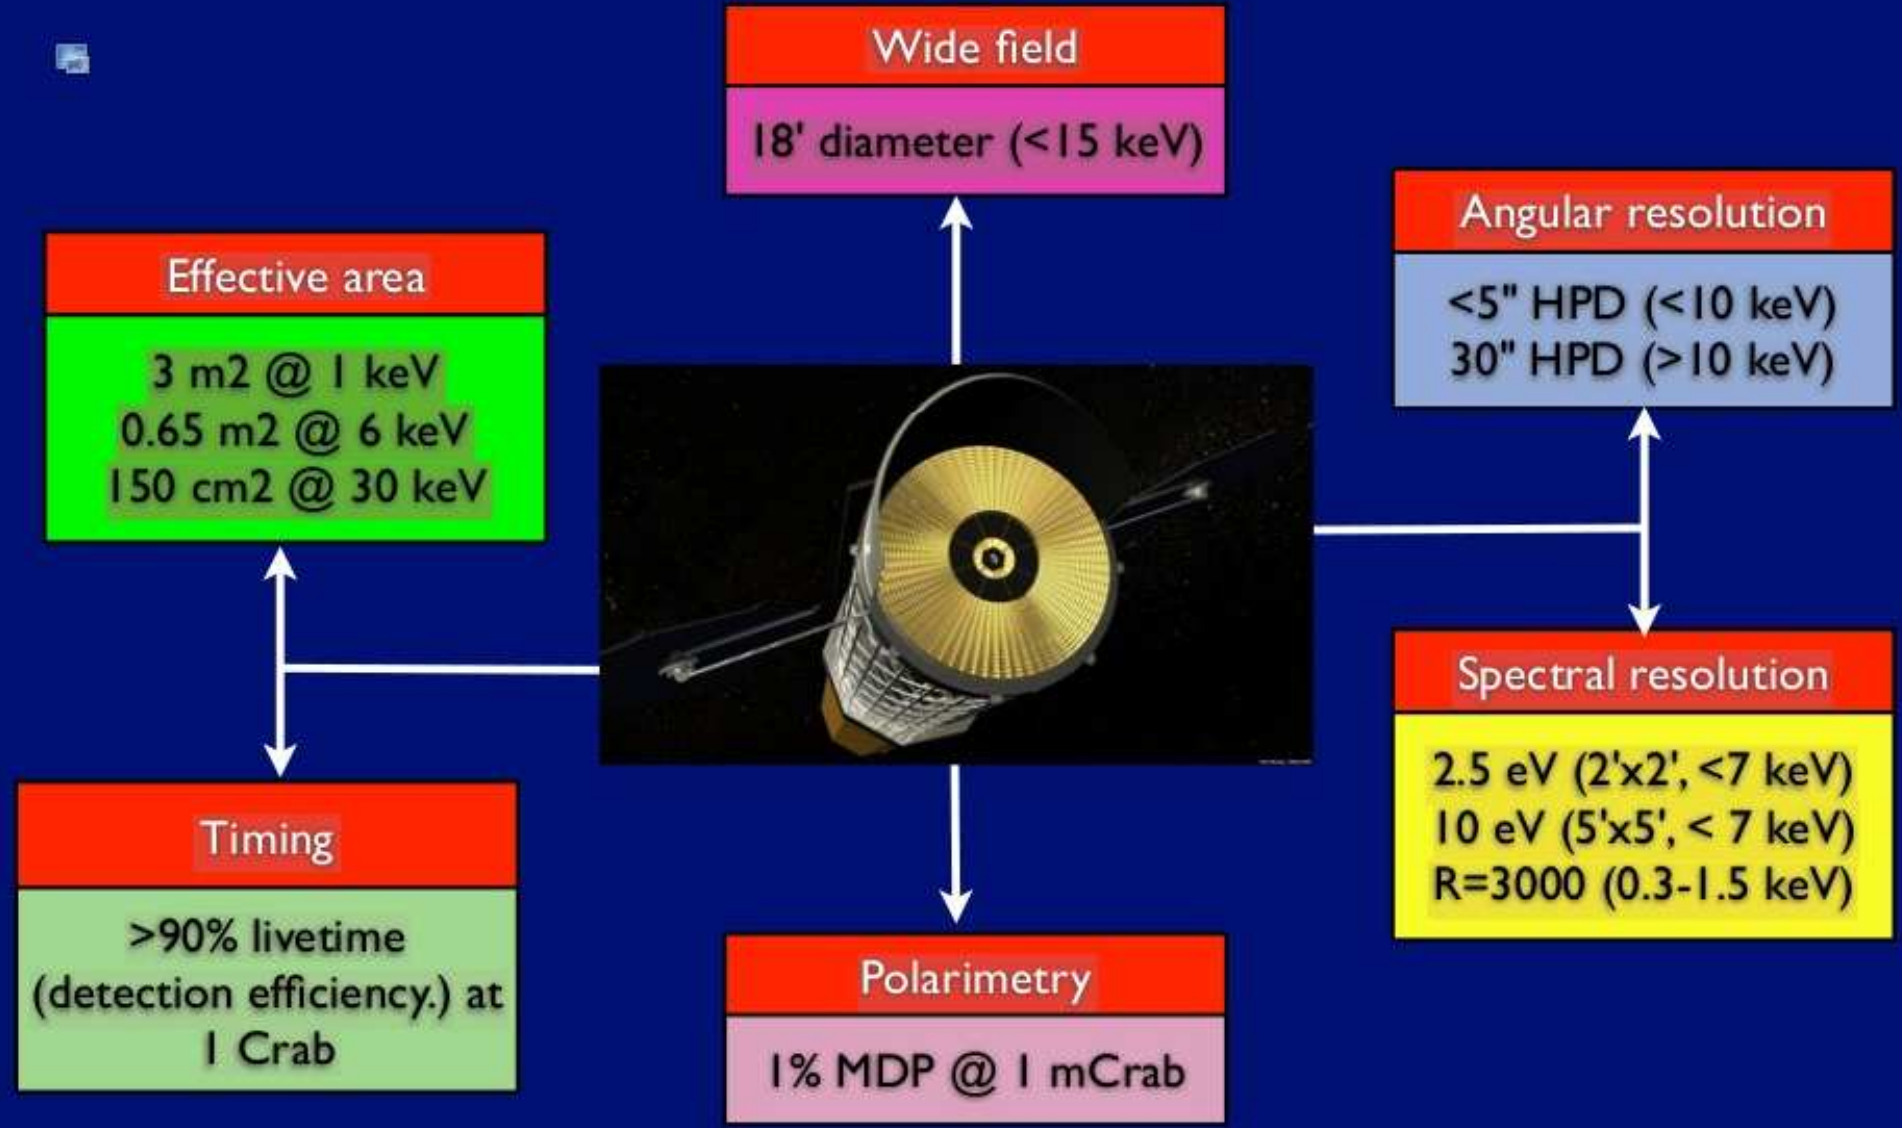 Wide field
18' diameter (<15 keV)
Angular resolution
<5" HPD (<10 keV)
30" HPD (>10 keV)
Effective area
3 m2 @ 1 keV
0.65 m2 @ 6 keV
150 cm2 @ 30 keV
Spectral resolution
2.5 eV (2'x2', <7 keV)
10 eV (5'x5', < 7 keV)
R=3000 (0.3-1.5 keV)
Timing
>90% livetime
(detection efficiency.) at
1 Crab
Polarimetry
1% MDP @ 1 mCrab